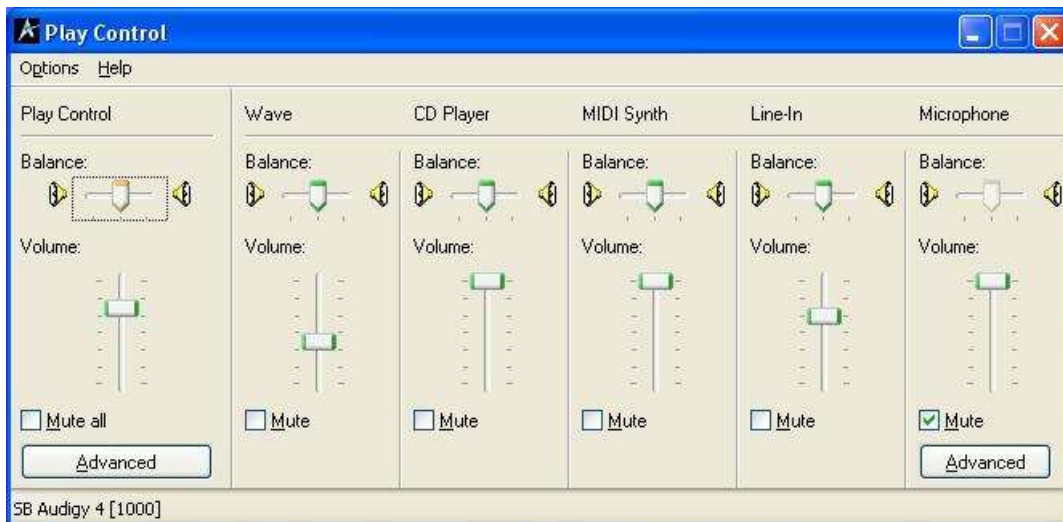 Play Control
Options Help
Play Control Wave CD Player MIDI Synth Line-In Microphone
Balance: Balance: Balance: Balance: Balance: Balance:
Volume: Volume: Volume: Volume: Volume: Volume:
Mute all Mute Mute Mute Mute Mute
Advanced Advanced
SB Audigy 4 [1000]